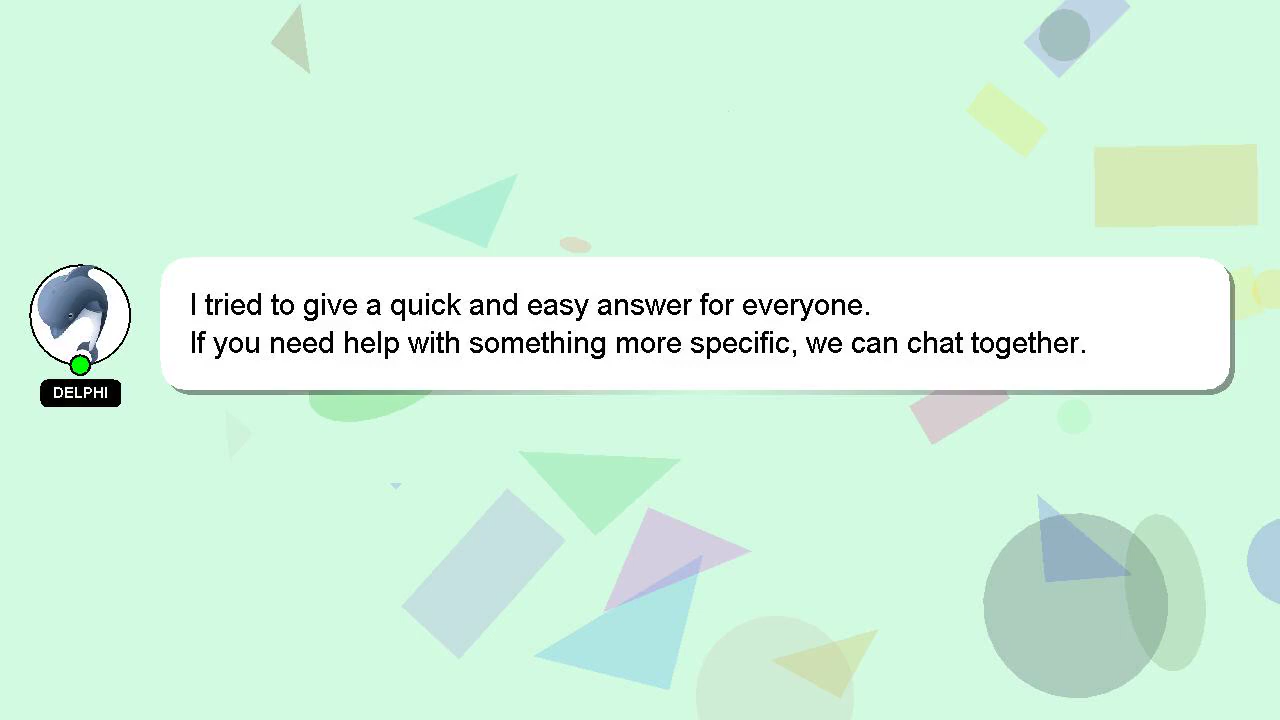 I tried to give a quick and easy answer for everyone.
If you need help with something more specific, we can chat together.
DELPHI